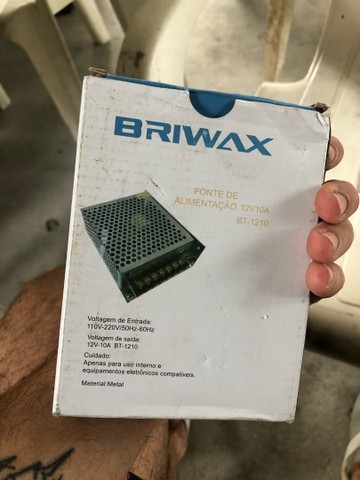 BRIWAX
FONTE DE
ALIMENTAÇÃO 12V10A
BT-1210
Voltagem de Entrada:
110V-220V/50Hz-60Hz
Voltagem de saída:
12V-10A BT-1210
Cuidado:
Apenas para uso interno e
equipamentos eletrônicos compatíveis.
Material:Metal